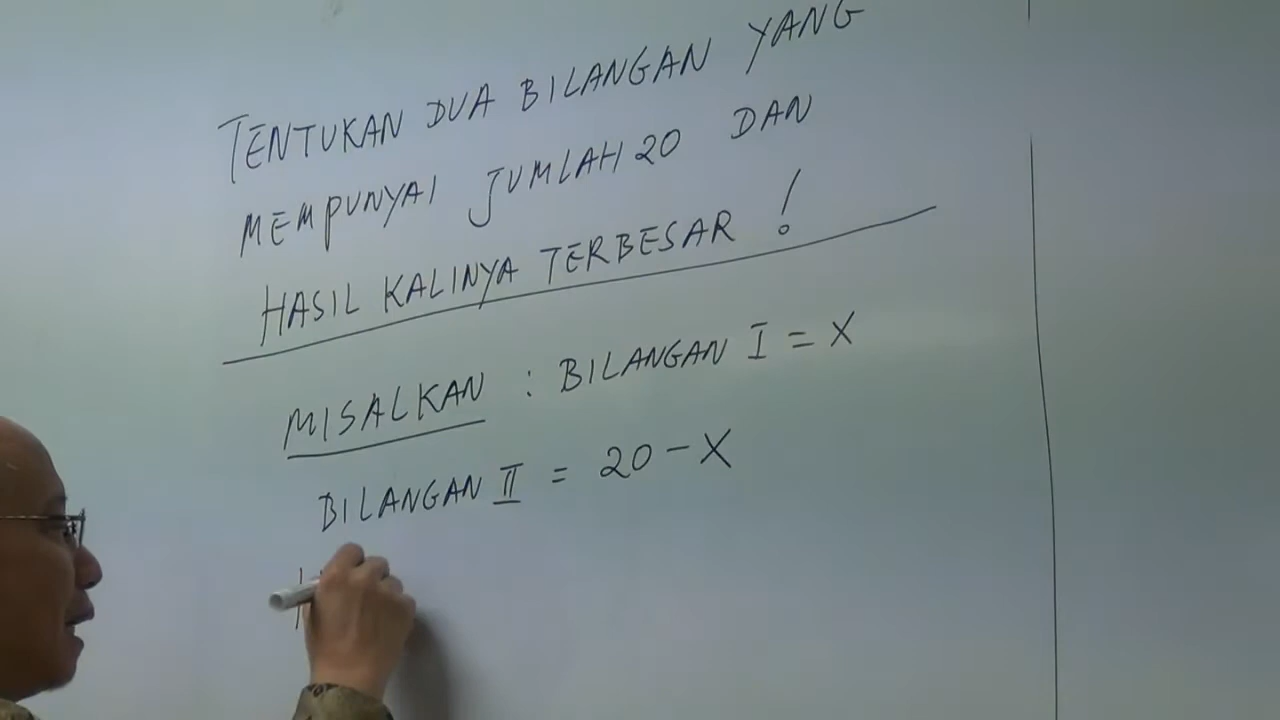 TENTUKAN DUA BILANGAN YANG
MEMPUNYAI JUMLAH 20 DAN
HASIL KALINYA TERBESAR !
MISALKAN : BILANGAN I = X
BILANGAN II = 20 - X